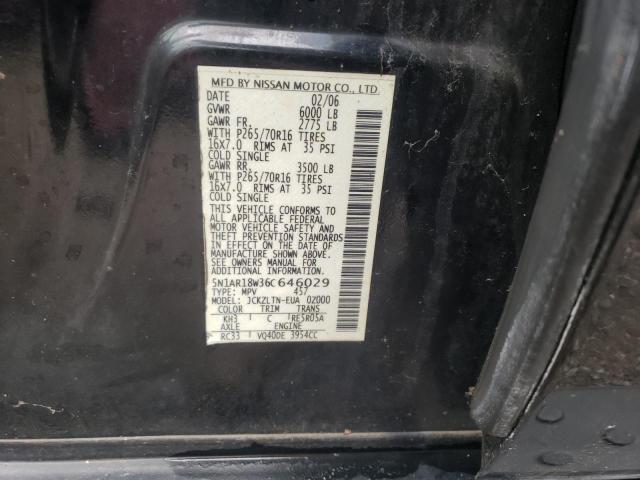 MFD BY NISSAN MOTOR CO., LTD.
DATE 02/06
GVWR 6000 LB
GAWR FR. 2775 LB
WITH P265/70R16 TIRES
16X7.0 RIMS AT 35 PSI
COLD SINGLE
GAWR RR. 3500 LB
WITH P265/70R16 TIRES
16X7.0 RIMS AT 35 PSI
COLD SINGLE
THIS VEHICLE CONFORMS TO
ALL APPLICABLE FEDERAL
MOTOR VEHICLE SAFETY AND
THEFT PREVENTION STANDARDS
IN EFFECT ON THE DATE OF
MANUFACTURE SHOWN ABOVE.
SEE OWNERS MANUAL FOR
ADDITIONAL INFORMATION
5N1AR18W36C646029
TYPE: MPV 457
MODEL: JCKZLTN-EUA 02000
COLOR TRIM TRANS
KH3 C RE5R05A
AXLE ENGINE
RC33 VQ40DE 3954CC